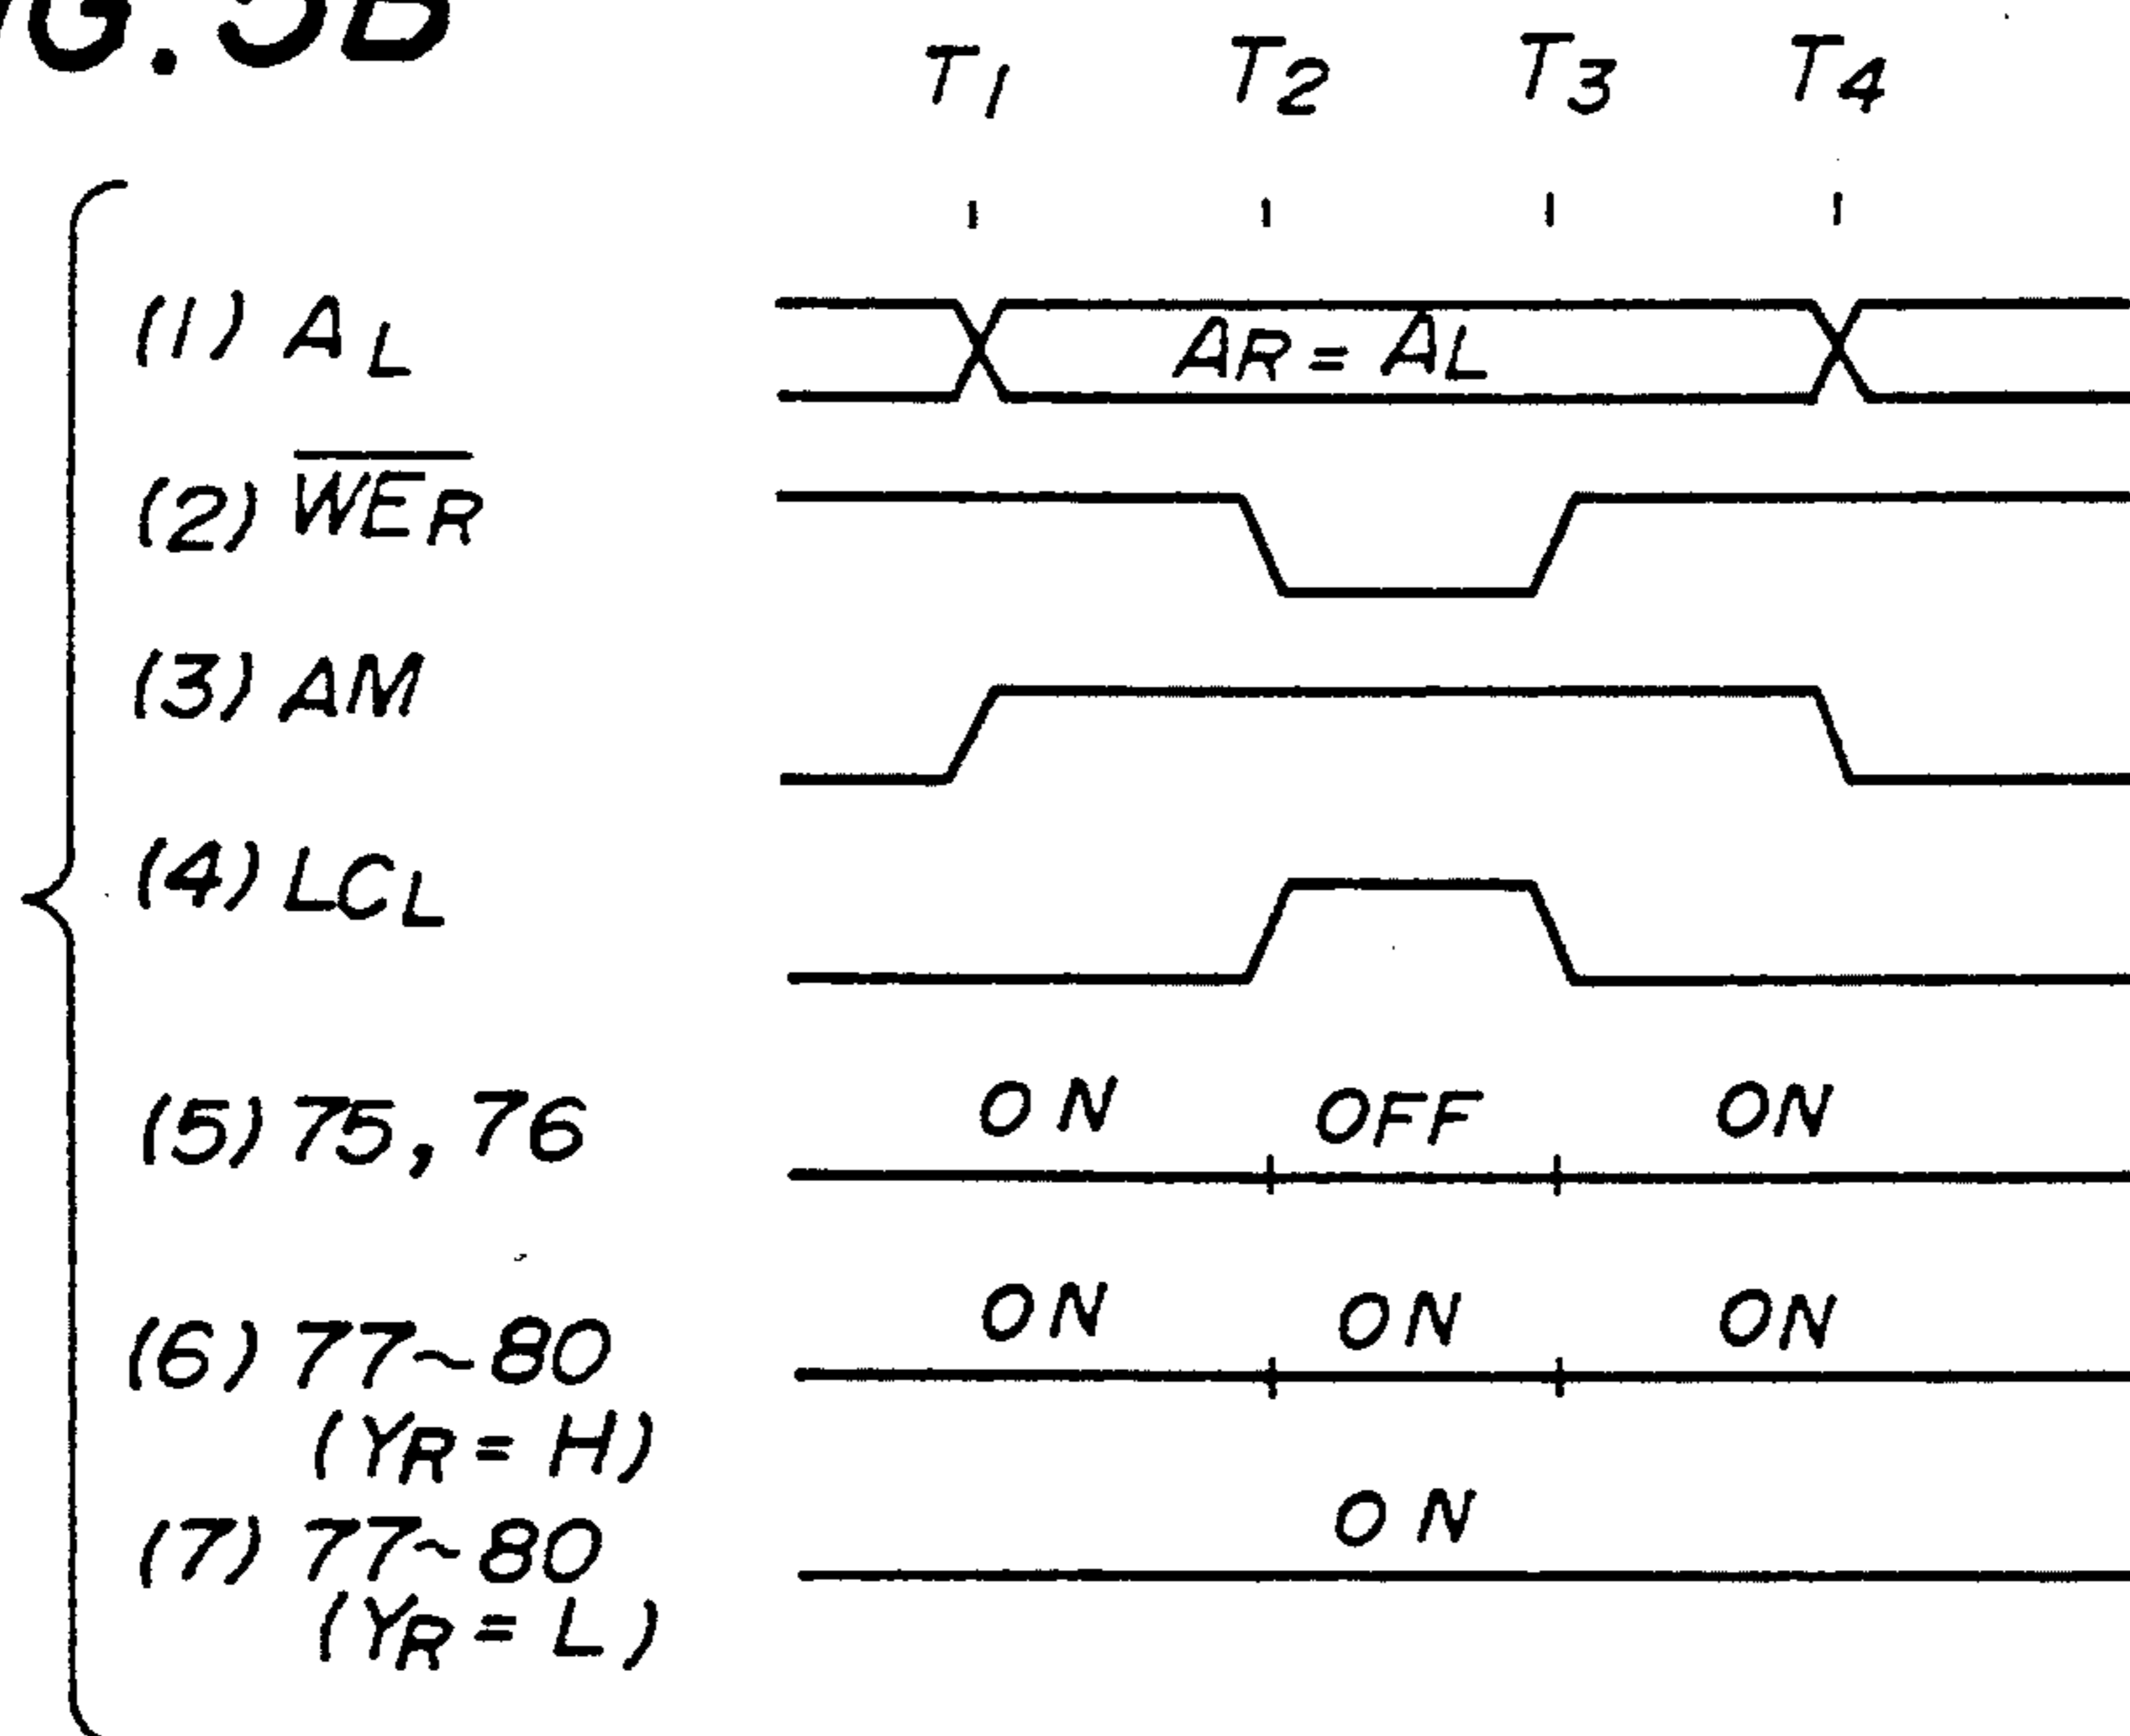 G.5B
T1 T2 T3 T4
(1) AL
AR = AL
(2) W̅E̅R̅
(3) AM
(4) LCL
(5) 75, 76 ON OFF ON
(6) 77~80 ON ON ON
(YR = H)
(7) 77~80 ON
(YR = L)